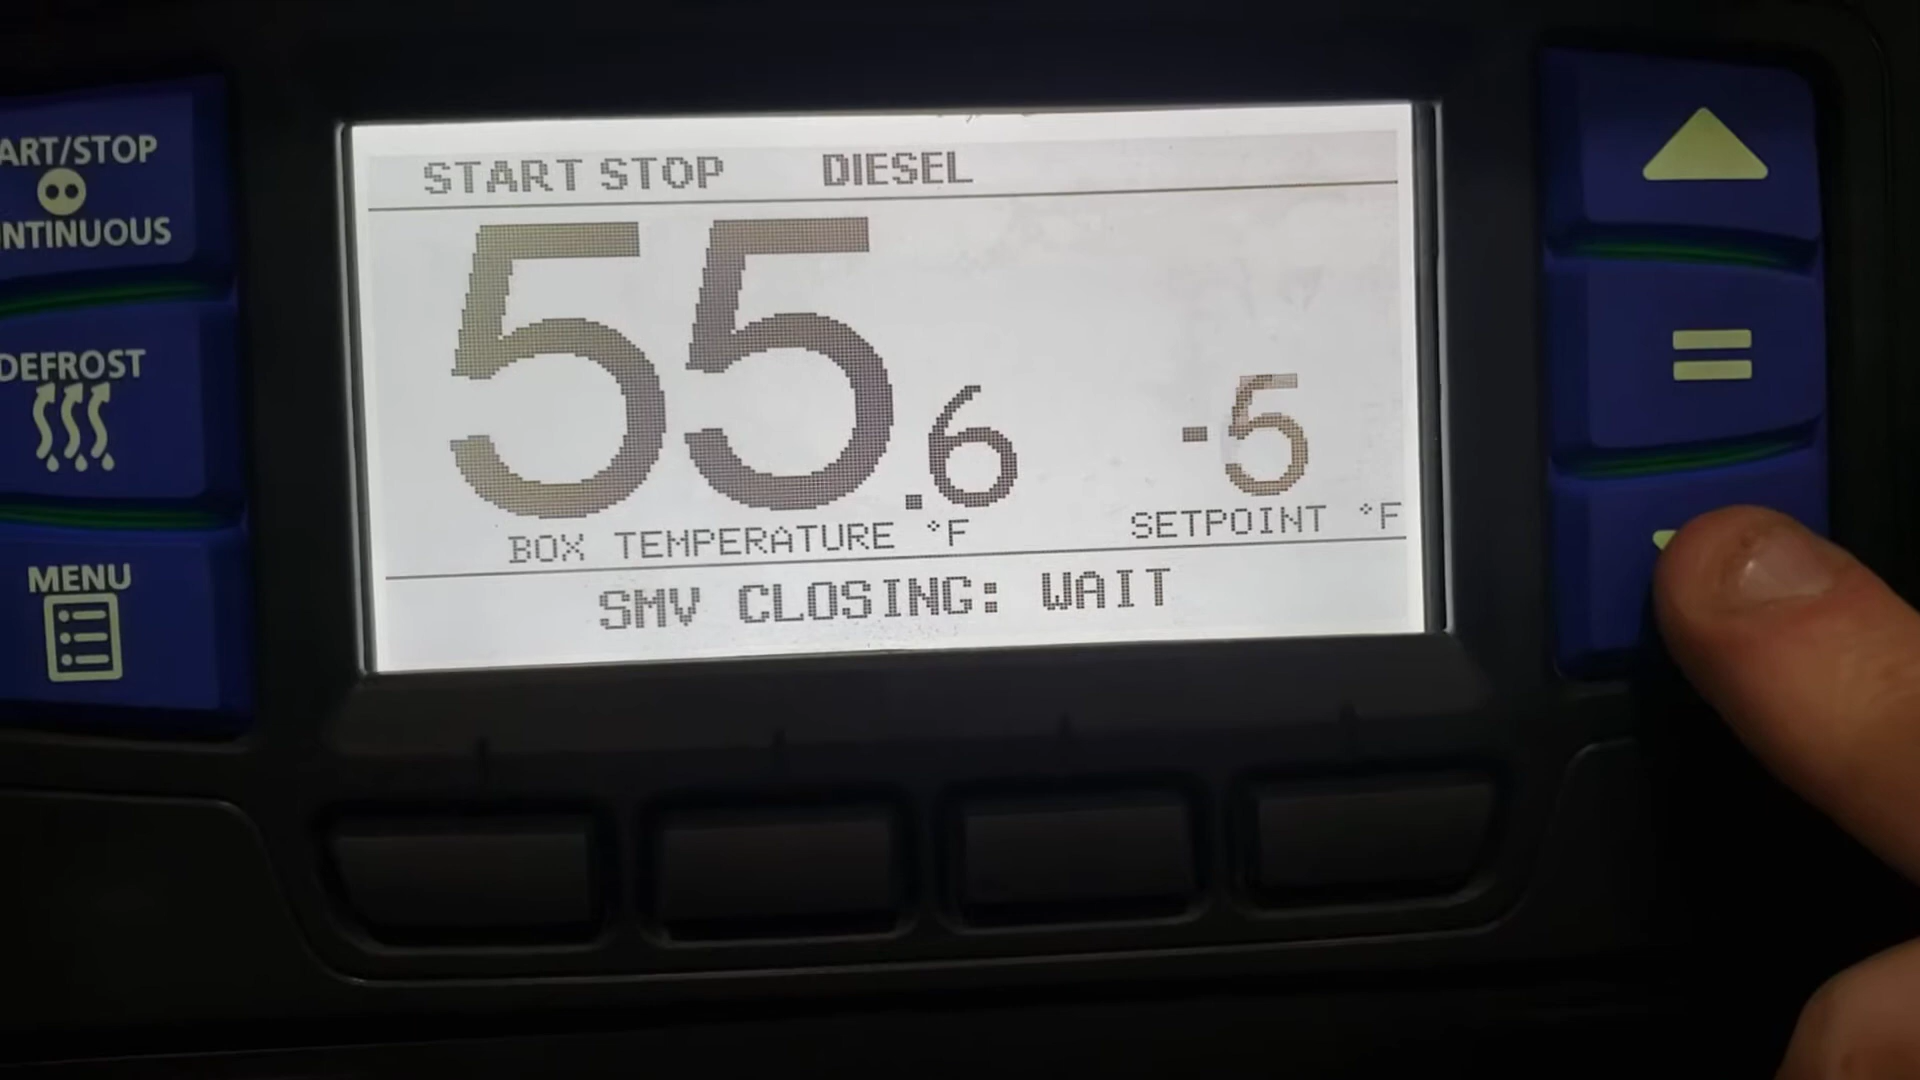 ART/STOP
NTINUOUS
DEFROST
MENU
START STOP DIESEL
55.6 -5
BOX TEMPERATURE °F SETPOINT °F
SMV CLOSING: WAIT
=